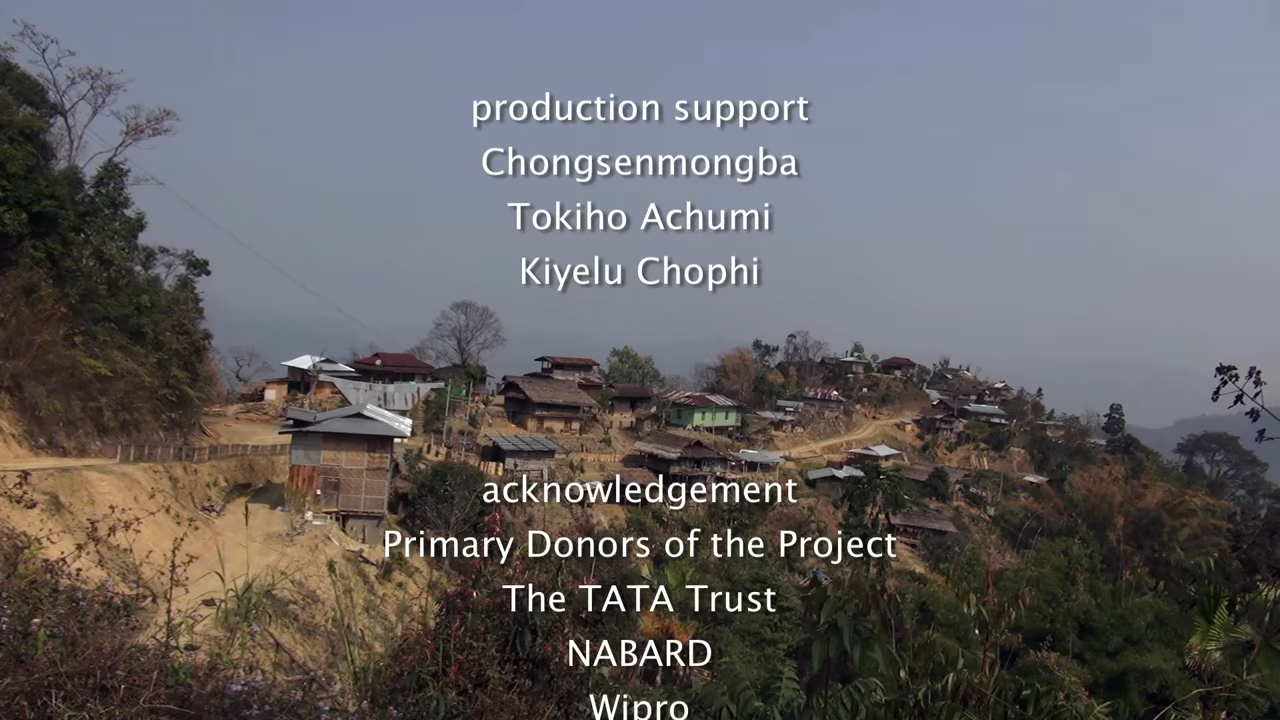 production support
Chongsenmongba
Tokiho Achumi
Kiyelu Chophi
acknowledgement
Primary Donors of the Project
The TATA Trust
NABARD
Wipro